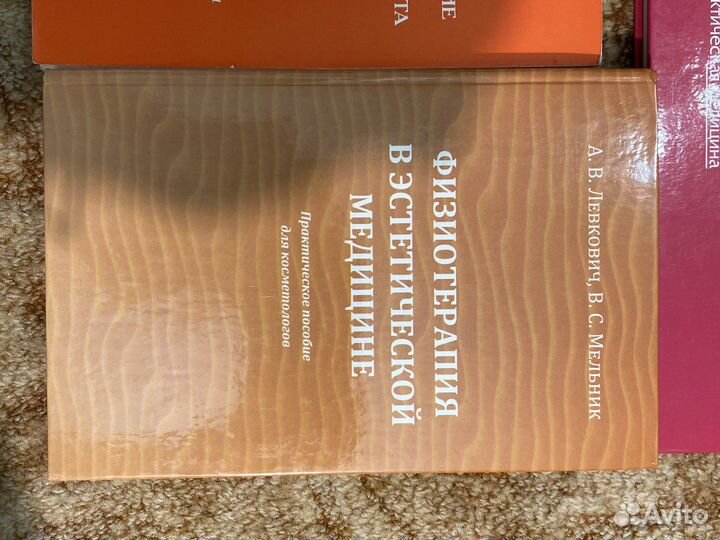 А. В. Левкович, В. С. Мельник
ФИЗИОТЕРАПИЯ
В ЭСТЕТИЧЕСКОЙ
МЕДИЦИНЕ
Практическое пособие
для косметологов
Avito